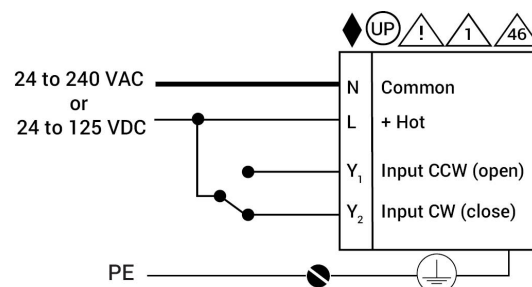 UP ! 1 46
24 to 240 VAC
or
24 to 125 VDC
N Common
L + Hot
Y1 Input CCW (open)
Y2 Input CW (close)
PE